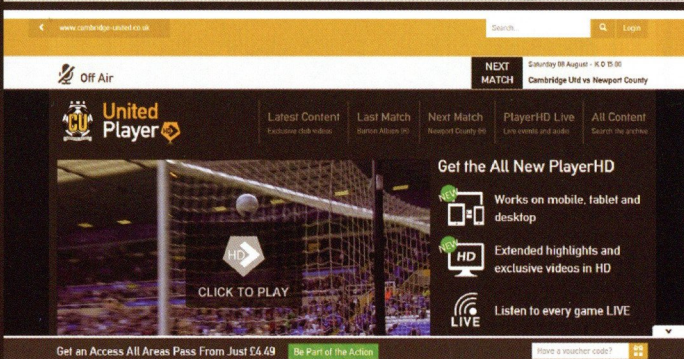 www.cambridge-united.co.uk
Search...
Login
Off Air
NEXT MATCH
Saturday 08 August - K.O 15:00
Cambridge Utd vs Newport County
CU
United Player HD
Latest Content
Exclusive club videos
Last Match
Burton Albion (H)
Next Match
Newport County (H)
PlayerHD Live
Live events and audio
All Content
Search the archive
HD
CLICK TO PLAY
Get the All New PlayerHD
NEW
Works on mobile, tablet and
desktop
NEW
HD
Extended highlights and
exclusive videos in HD
LIVE
Listen to every game LIVE
Get an Access All Areas Pass From Just £4.49
Be Part of the Action
Have a voucher code?